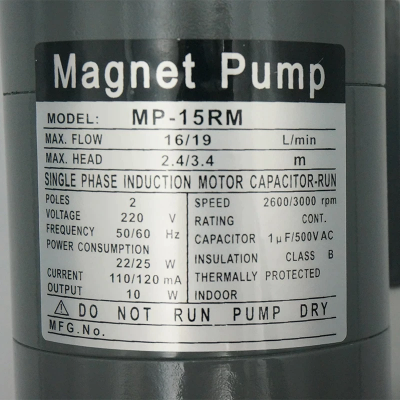 Magnet Pump
MODEL: MP-15RM
MAX. FLOW 16/19 L/min
MAX. HEAD 2.4/3.4 m
SINGLE PHASE INDUCTION MOTOR CAPACITOR-RUN
POLES 2
VOLTAGE 220 V
FREQUENCY 50/60 Hz
POWER CONSUMPTION
22/25 W
CURRENT 110/120 mA
OUTPUT 10 W
SPEED 2600/3000 rpm
RATING CONT.
CAPACITOR 1μF/500V AC
INSULATION CLASS B
THERMALLY PROTECTED
INDOOR
⚠ DO NOT RUN PUMP DRY
MFG.No.